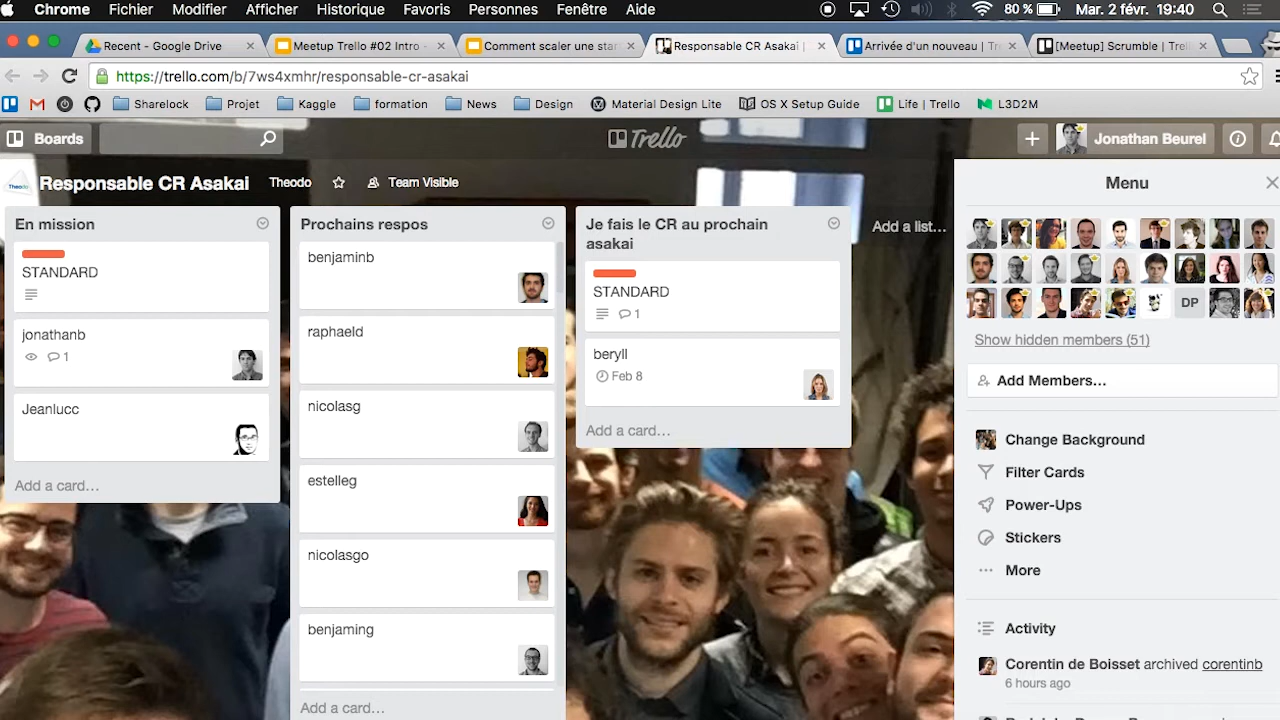 Chrome Fichier Modifier Afficher Historique Favoris Personnes Fenêtre Aide 80 % Mar. 2 févr. 19:40
Recent - Google Drive Meetup Trello #02 Intro - Comment scaler une star Responsable CR Asakai | Arrivée d'un nouveau | Tr [Meetup] Scrumble | Trello
https://trello.com/b/7ws4xmhr/responsable-cr-asakai
Sharelock Projet Kaggle formation News Design Material Design Lite OS X Setup Guide Life | Trello L3D2M
Boards Trello Jonathan Beurel
Theodo Responsable CR Asakai Theodo Team Visible
Menu
En mission
STANDARD
jonathanb
1
Jeanlucc
Add a card…
Prochains respos
benjaminb
raphaeld
nicolasg
estelleg
nicolasgo
benjaming
Add a card…
Je fais le CR au prochain
asakai
STANDARD
1
beryll
Feb 8
Add a card…
Add a list…
DP
Show hidden members (51)
Add Members…
Change Background
Filter Cards
Power-Ups
Stickers
More
Activity
Corentin de Boisset archived corentinb
6 hours ago